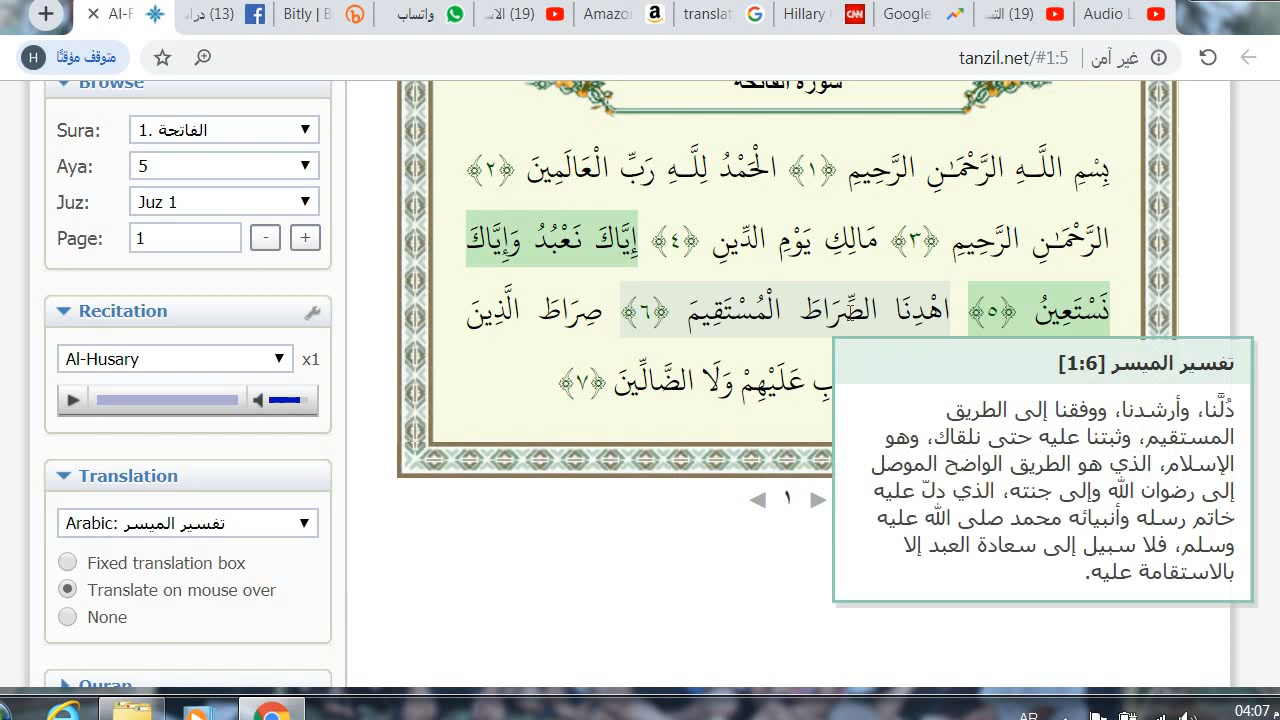 Al-F
(13) در
Bitly | B
واتساب
(19) الا
Amazo
translat
Hillary
Google
(19) الت
Audio L
H متوقف مؤقتًا
tanzil.net/#1:5 غير آمن
Browse
Sura: 1. الفاتحة
Aya: 5
Juz: Juz 1
Page: 1 - +
Recitation
Al-Husary x1
Translation
Arabic: تفسير الميسر
Fixed translation box
Translate on mouse over
None
Quran
سورة الفاتحة
بِسْمِ اللَّـهِ الرَّحْمَـٰنِ الرَّحِيمِ ﴿١﴾ الْحَمْدُ لِلَّـهِ رَبِّ الْعَالَمِينَ ﴿٢﴾
الرَّحْمَـٰنِ الرَّحِيمِ ﴿٣﴾ مَالِكِ يَوْمِ الدِّينِ ﴿٤﴾ إِيَّاكَ نَعْبُدُ وَإِيَّاكَ
نَسْتَعِينُ ﴿٥﴾ اهْدِنَا الصِّرَاطَ الْمُسْتَقِيمَ ﴿٦﴾ صِرَاطَ الَّذِينَ
بِ عَلَيْهِمْ وَلَا الضَّالِّينَ ﴿٧﴾
١
تفسير الميسر [1:6]
دُلَّنا، وأرشدنا، ووفقنا إلى الطريق
المستقيم، وثبتنا عليه حتى نلقاك، وهو
الإسلام، الذي هو الطريق الواضح الموصل
إلى رضوان الله وإلى جنته، الذي دلّ عليه
خاتم رسله وأنبيائه محمد صلى الله عليه
وسلم، فلا سبيل إلى سعادة العبد إلا
بالاستقامة عليه.
AR
04:07 م